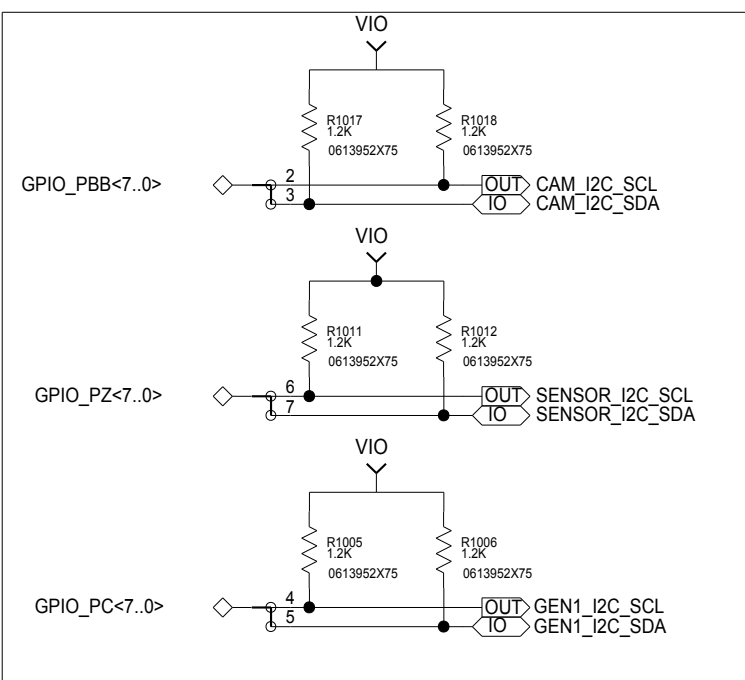 VIO
R1017 R1018
1.2K 1.2K
0613952X75 0613952X75
GPIO_PBB<7..0> 2 OUT CAM_I2C_SCL
3 IO CAM_I2C_SDA
VIO
R1011 R1012
1.2K 1.2K
0613952X75 0613952X75
GPIO_PZ<7..0> 6 OUT SENSOR_I2C_SCL
7 IO SENSOR_I2C_SDA
VIO
R1005 R1006
1.2K 1.2K
0613952X75 0613952X75
GPIO_PC<7..0> 4 OUT GEN1_I2C_SCL
5 IO GEN1_I2C_SDA